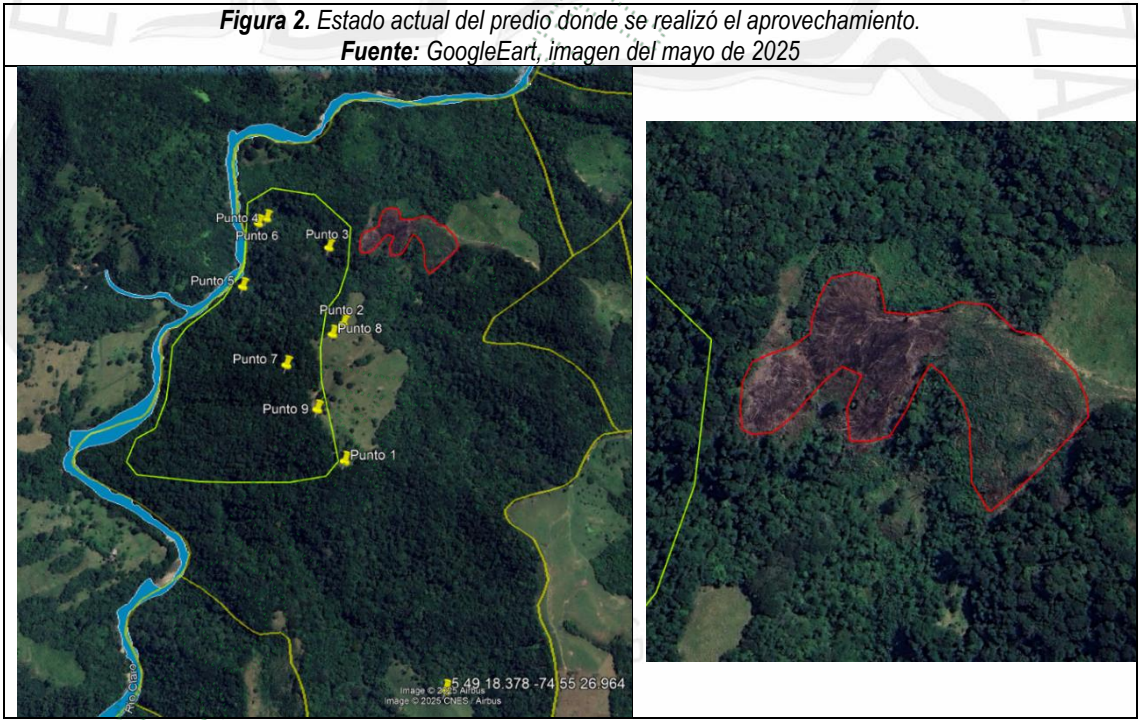 Figura 2. Estado actual del predio donde se realizó el aprovechamiento.
Fuente: GoogleEart, imagen del mayo de 2025
Punto 4
Punto 6
Punto 3
Punto 5
Punto 2
Punto 8
Punto 7
Punto 9
Punto 1
Río Claro
5 49 18.378 -74 55 26.964
Image © 2025 Airbus
Image © 2025 CNES / Airbus